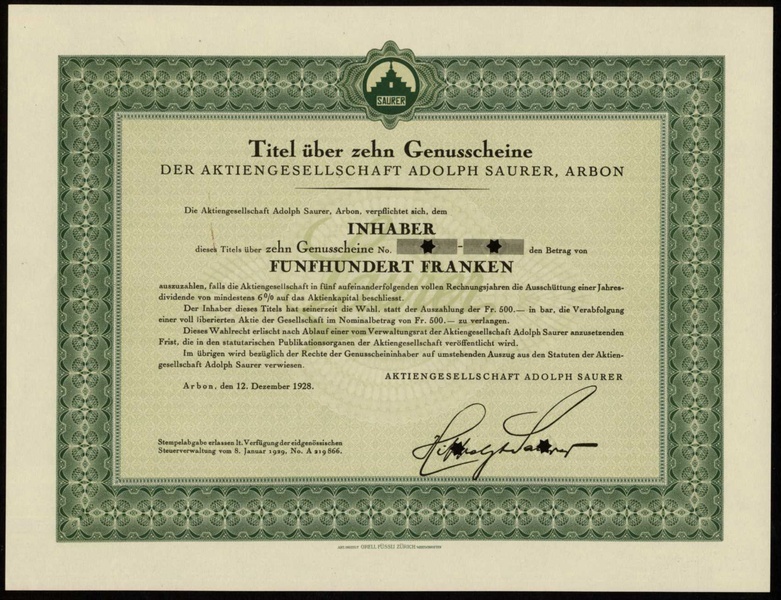 SAURER
Titel über zehn Genusscheine
DER AKTIENGESELLSCHAFT ADOLPH SAURER, ARBON
Die Aktiengesellschaft Adolph Saurer, Arbon, verpflichtet sich, dem
INHABER
dieses Titels über zehn Genusscheine No. - den Betrag von
FÜNFHUNDERT FRANKEN
auszuzahlen, falls die Aktiengesellschaft in fünf aufeinanderfolgenden vollen Rechnungsjahren die Ausschüttung einer Jahres-
dividende von mindestens 6% auf das Aktienkapital beschliesst.
Der Inhaber dieses Titels hat seinerzeit die Wahl, statt der Auszahlung der Fr. 500.— in bar, die Verabfolgung
einer voll liberierten Aktie der Gesellschaft im Nominalbetrag von Fr. 500.— zu verlangen.
Dieses Wahlrecht erlischt nach Ablauf einer vom Verwaltungsrat der Aktiengesellschaft Adolph Saurer anzusetzenden
Frist, die in den statutarischen Publikationsorganen der Aktiengesellschaft veröffentlicht wird.
Im übrigen wird bezüglich der Rechte der Genusscheininhaber auf umstehenden Auszug aus den Statuten der Aktien-
gesellschaft Adolph Saurer verwiesen.
AKTIENGESELLSCHAFT ADOLPH SAURER
Arbon, den 12. Dezember 1928.
Stempelabgabe erlassen lt. Verfügung der eidgenössischen
Steuerverwaltung vom 8. Januar 1929, No. A 219866.
ORELL FÜSSLI ZÜRICH